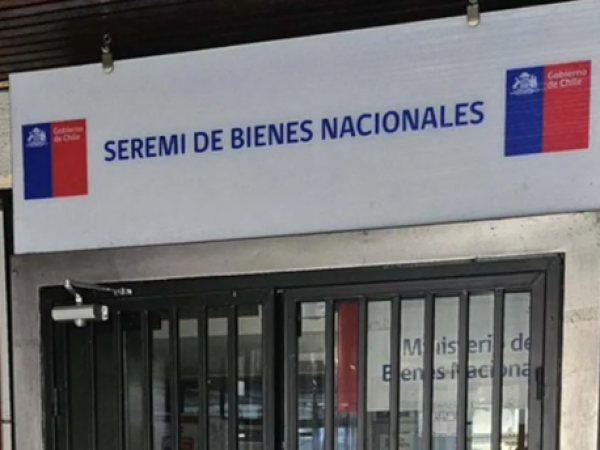 Gobierno
de Chile
SEREMI DE BIENES NACIONALES
Gobierno
de Chile
Ministerio de
Bienes Nacionales